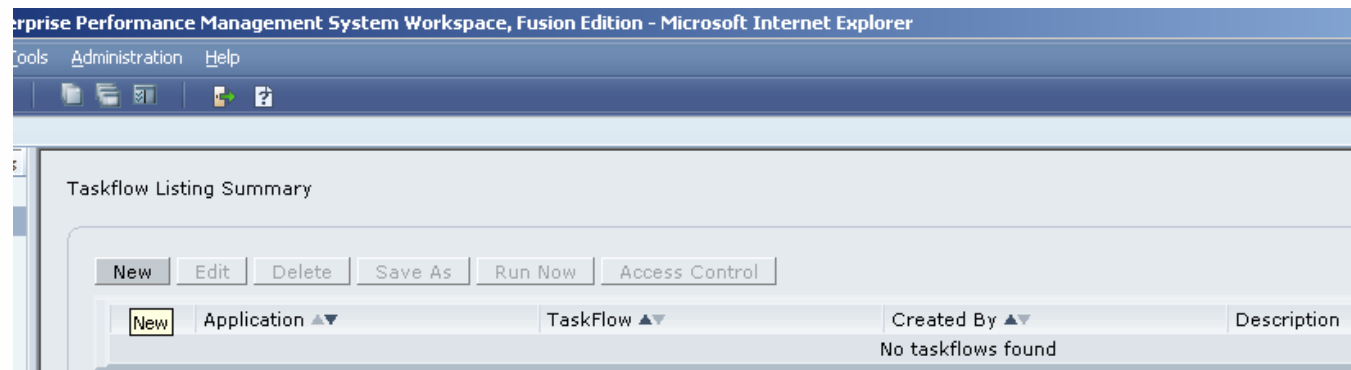 erprise Performance Management System Workspace, Fusion Edition - Microsoft Internet Explorer
Tools Administration Help
Taskflow Listing Summary
New Edit Delete Save As Run Now Access Control
New Application TaskFlow Created By Description
No taskflows found